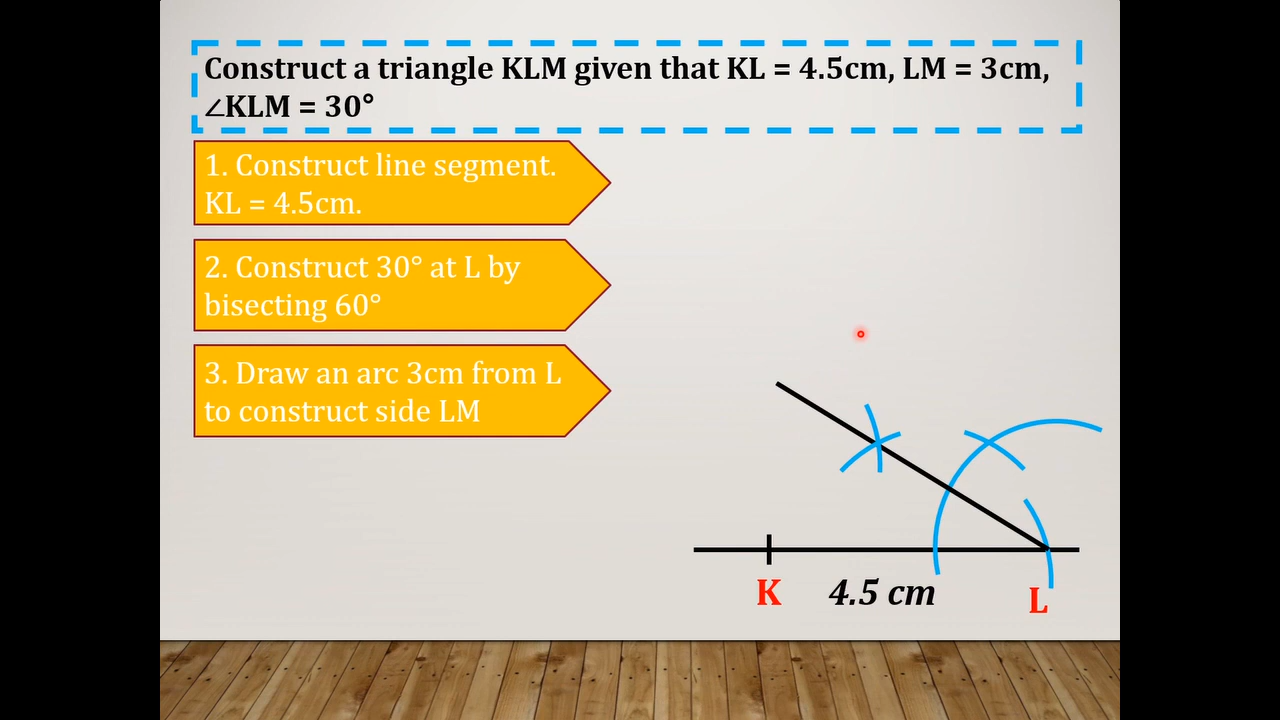 Construct a triangle KLM given that KL = 4.5cm, LM = 3cm,
∠KLM = 30°
1. Construct line segment.
KL = 4.5cm.
2. Construct 30° at L by
bisecting 60°
3. Draw an arc 3cm from L
to construct side LM
K 4.5 cm L